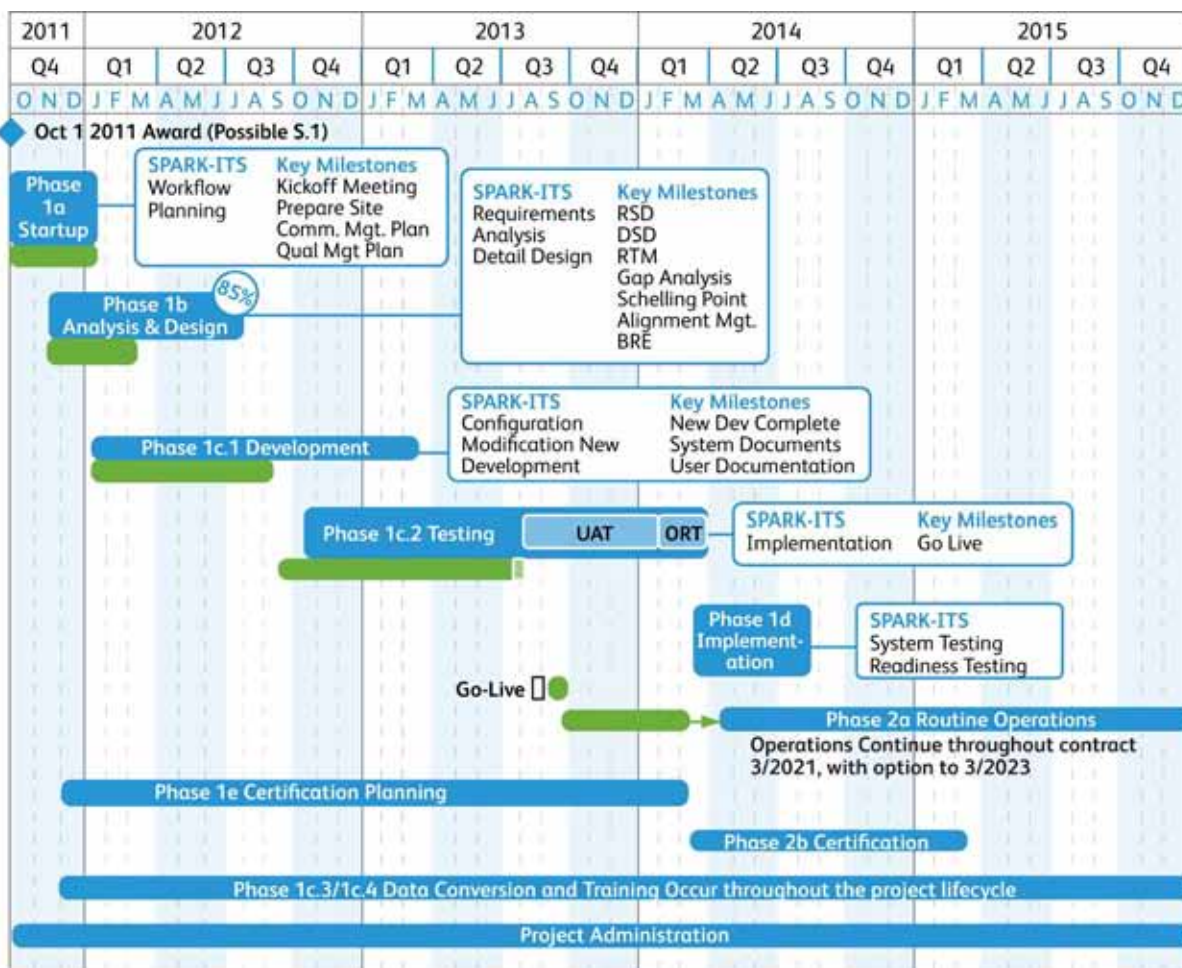 2011 2012 2013 2014 2015
Q4 Q1 Q2 Q3 Q4 Q1 Q2 Q3 Q4 Q1 Q2 Q3 Q4 Q1 Q2 Q3 Q4
O N D J F M A M J J A S O N D J F M A M J J A S O N D J F M A M J J A S O N D J F M A M J J A S O N D
Oct 1 2011 Award (Possible S.1)
Phase
1a
Startup
SPARK-ITS Key Milestones
Workflow Kickoff Meeting
Planning Prepare Site
Comm. Mgt. Plan
Qual Mgt Plan
SPARK-ITS Key Milestones
Requirements RSD
Analysis DSD
Detail Design RTM
Gap Analysis
Schelling Point
Alignment Mgt.
BRE
85%
Phase 1b
Analysis & Design
SPARK-ITS Key Milestones
Configuration New Dev Complete
Modification New System Documents
Development User Documentation
Phase 1c.1 Development
Phase 1c.2 Testing UAT ORT
SPARK-ITS Key Milestones
Implementation Go Live
Phase 1d
Implement-
ation
SPARK-ITS
System Testing
Readiness Testing
Go-Live
Phase 2a Routine Operations
Operations Continue throughout contract
3/2021, with option to 3/2023
Phase 1e Certification Planning
Phase 2b Certification
Phase 1c.3/1c.4 Data Conversion and Training Occur throughout the project lifecycle
Project Administration